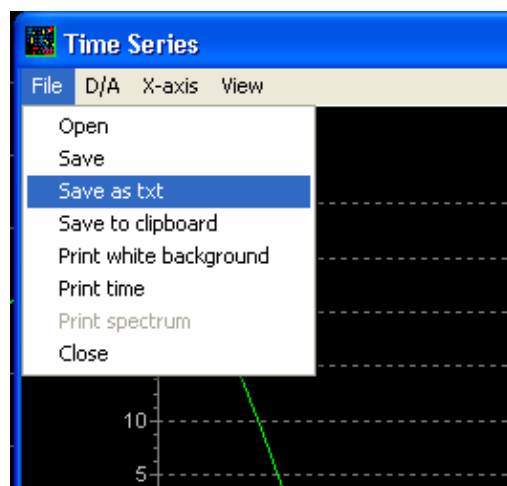 Time Series
File D/A X-axis View
Open
Save
Save as txt
Save to clipboard
Print white background
Print time
Print spectrum
Close
10
5